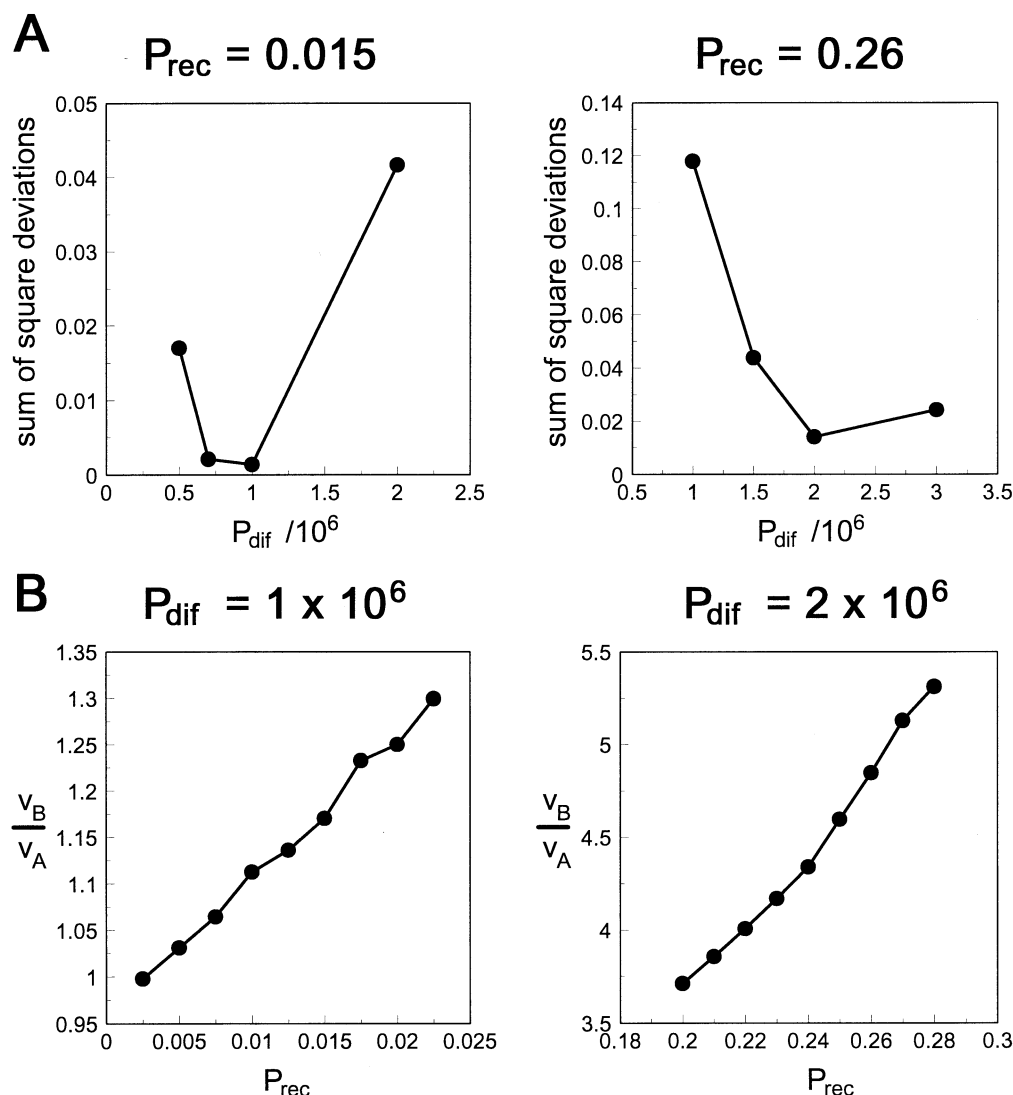 A
P_rec = 0.015
P_rec = 0.26
sum of square deviations
0.05
0.04
0.03
0.02
0.01
0
0 0.5 1 1.5 2 2.5
P_dif /10^6
sum of square deviations
0.14
0.12
0.1
0.08
0.06
0.04
0.02
0
0.5 1 1.5 2 2.5 3 3.5
P_dif /10^6
B
P_dif = 1 x 10^6
P_dif = 2 x 10^6
v_B
v_A
1.35
1.3
1.25
1.2
1.15
1.1
1.05
1
0.95
0 0.005 0.01 0.015 0.02 0.025
P_rec
v_B
v_A
5.5
5
4.5
4
3.5
0.18 0.2 0.22 0.24 0.26 0.28 0.3
P_rec